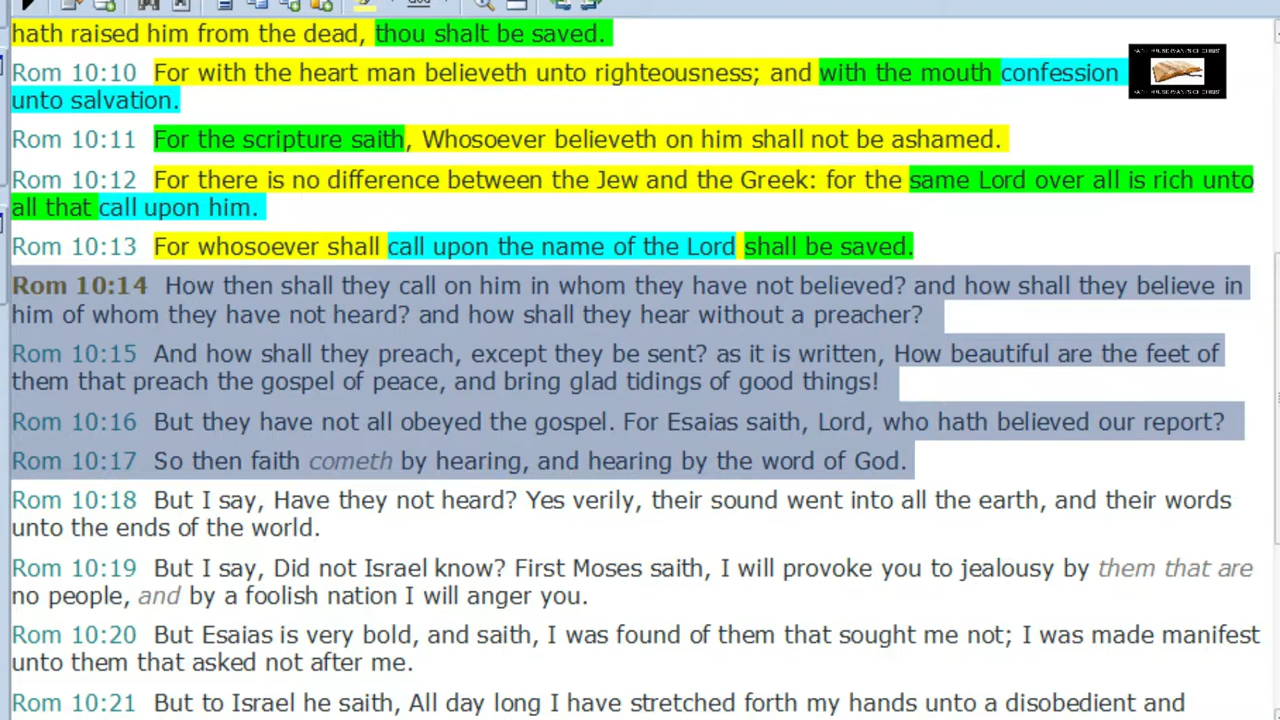 hath raised him from the dead, thou shalt be saved.
Rom 10:10 For with the heart man believeth unto righteousness; and with the mouth confession
unto salvation.
Rom 10:11 For the scripture saith, Whosoever believeth on him shall not be ashamed.
Rom 10:12 For there is no difference between the Jew and the Greek: for the same Lord over all is rich unto
all that call upon him.
Rom 10:13 For whosoever shall call upon the name of the Lord shall be saved.
Rom 10:14 How then shall they call on him in whom they have not believed? and how shall they believe in
him of whom they have not heard? and how shall they hear without a preacher?
Rom 10:15 And how shall they preach, except they be sent? as it is written, How beautiful are the feet of
them that preach the gospel of peace, and bring glad tidings of good things!
Rom 10:16 But they have not all obeyed the gospel. For Esaias saith, Lord, who hath believed our report?
Rom 10:17 So then faith cometh by hearing, and hearing by the word of God.
Rom 10:18 But I say, Have they not heard? Yes verily, their sound went into all the earth, and their words
unto the ends of the world.
Rom 10:19 But I say, Did not Israel know? First Moses saith, I will provoke you to jealousy by them that are
no people, and by a foolish nation I will anger you.
Rom 10:20 But Esaias is very bold, and saith, I was found of them that sought me not; I was made manifest
unto them that asked not after me.
Rom 10:21 But to Israel he saith, All day long I have stretched forth my hands unto a disobedient and